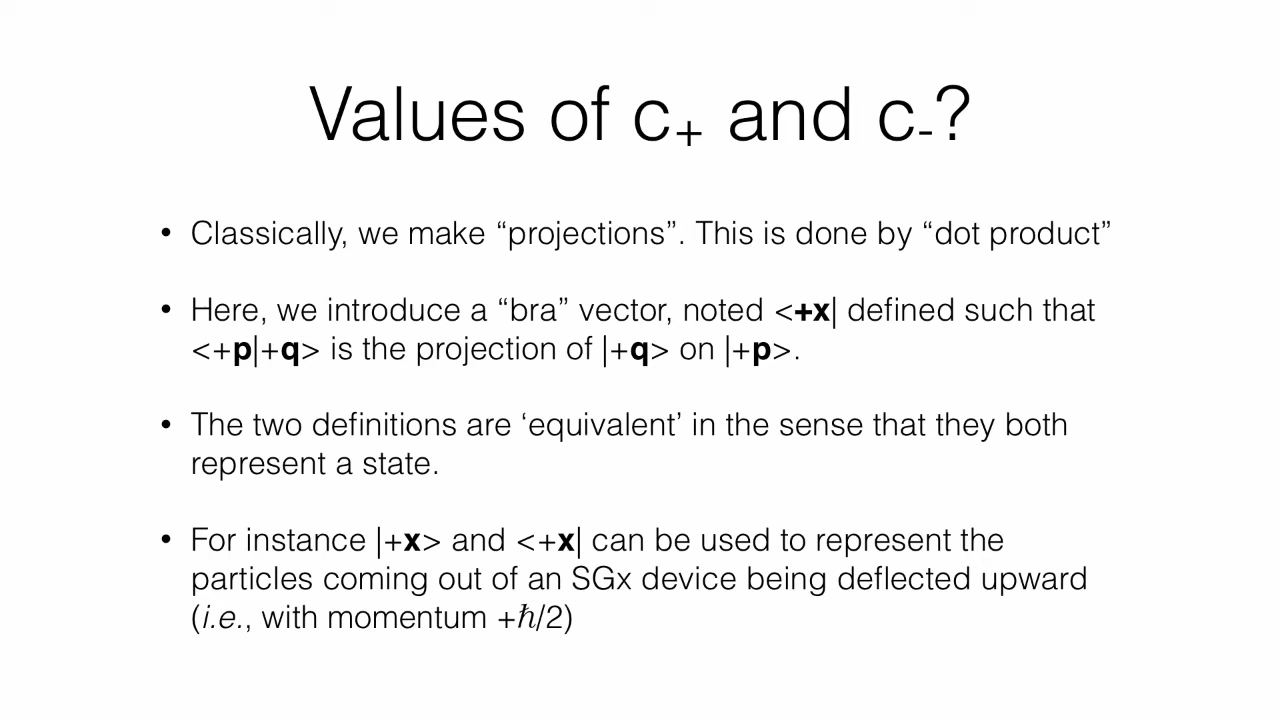 Values of c₊ and c₋?
• Classically, we make “projections”. This is done by “dot product”
• Here, we introduce a “bra” vector, noted <+x| defined such that
<+p|+q> is the projection of |+q> on |+p>.
• The two definitions are ‘equivalent’ in the sense that they both
represent a state.
• For instance |+x> and <+x| can be used to represent the
particles coming out of an SGx device being deflected upward
(i.e., with momentum +ℏ/2)